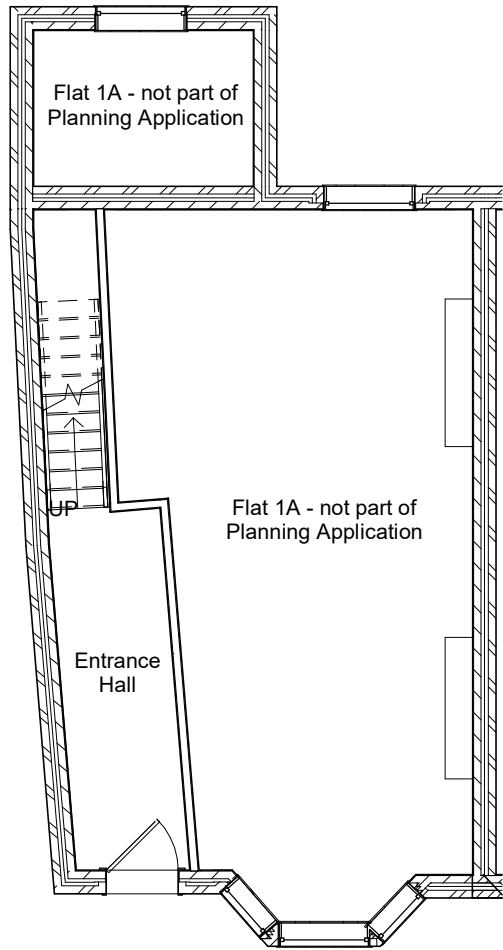 Flat 1A - not part of
Planning Application
Flat 1A - not part of
Planning Application
UP
Entrance
Hall